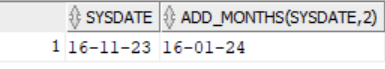 SYSDATE ADD_MONTHS(SYSDATE,2)
1 16-11-23 16-01-24